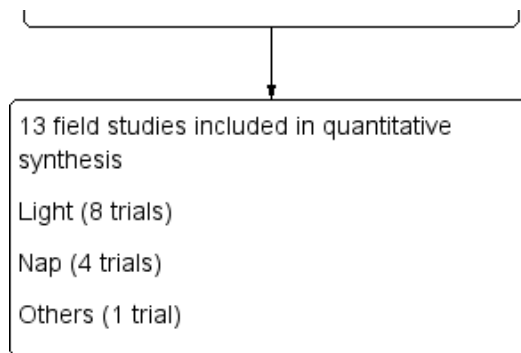 13 field studies included in quantitative
synthesis
Light (8 trials)
Nap (4 trials)
Others (1 trial)